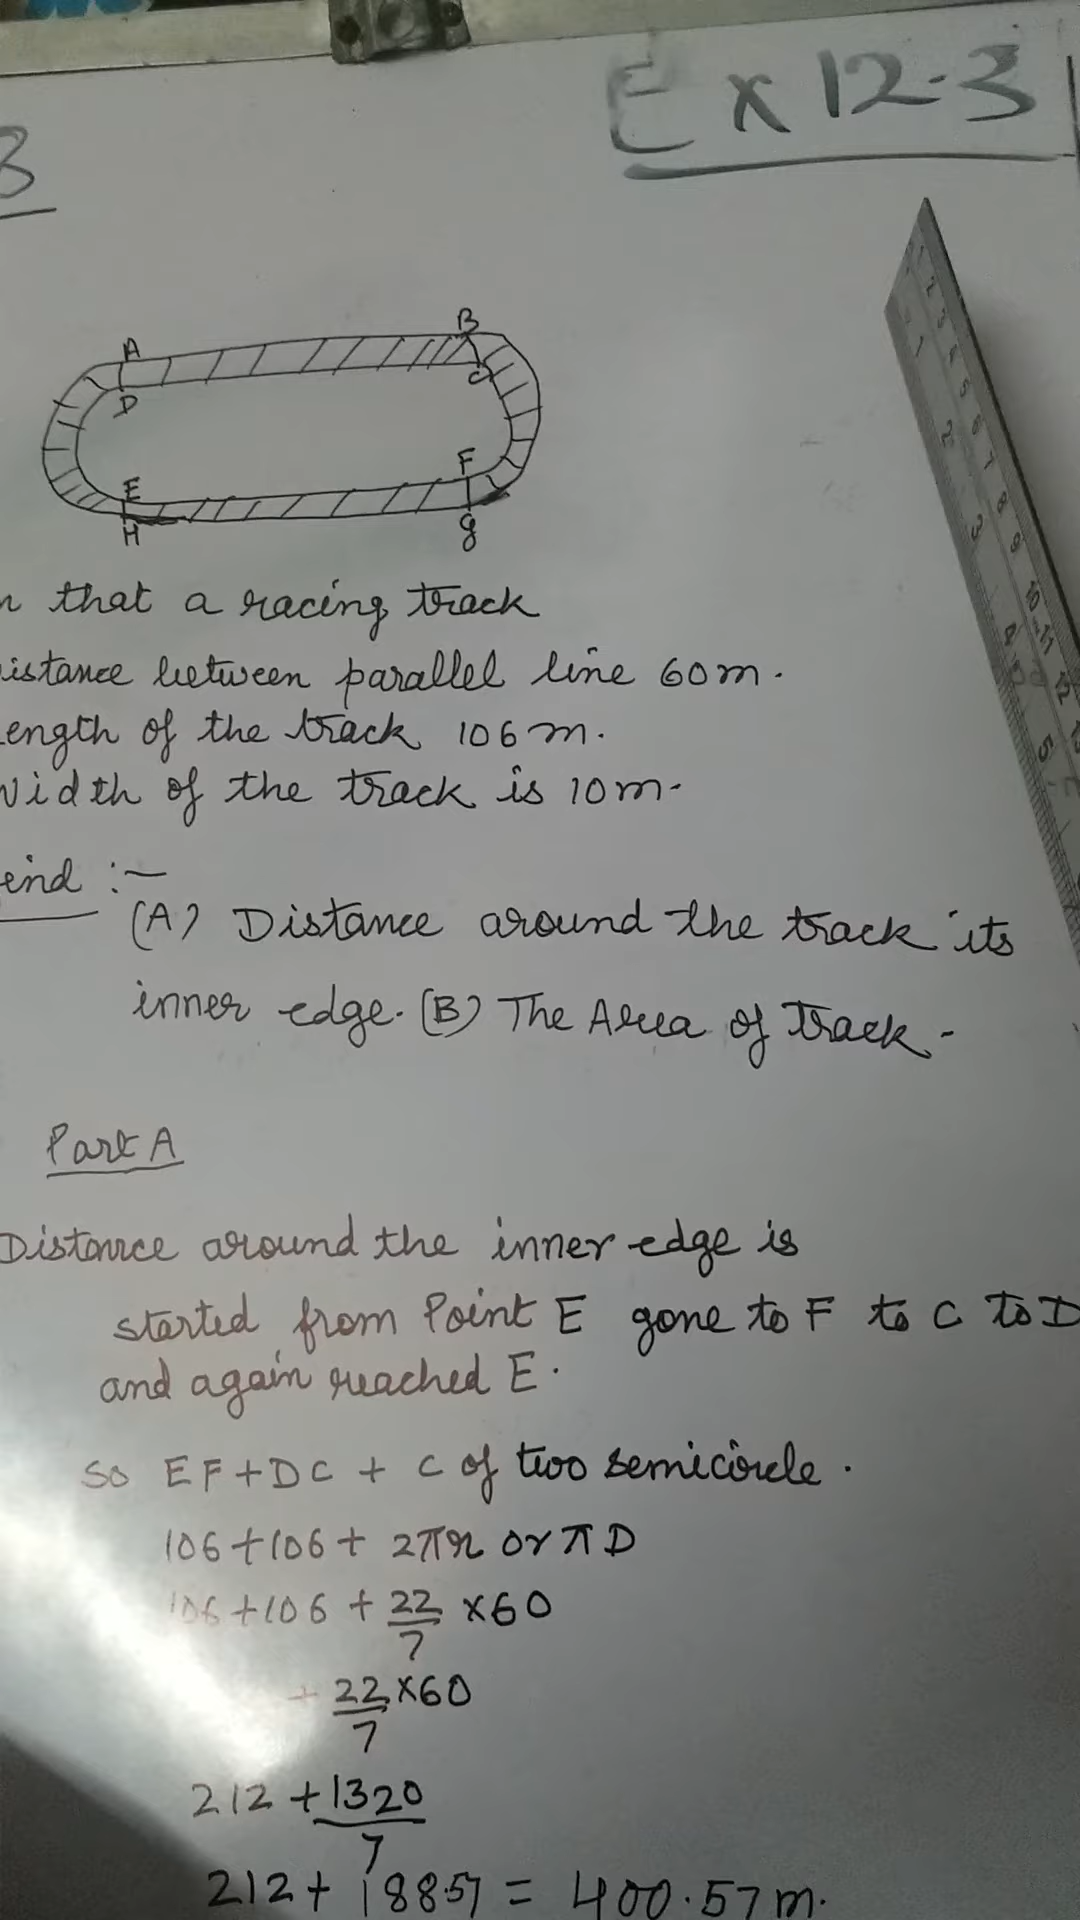 Ex 12.3
3
A B
D C
E F
H g
that a racing track
istance between parallel line 60m.
ength of the track 106 m.
Width of the track is 10m.
ind :-
(A) Distance around the track its
inner edge. (B) The Area of track.
Part A
Distance around the inner edge is
started from Point E gone to F to C to D
and again reached E.
So EF+DC + C of two semicircle.
106+106+ 2πr or πD
106+106 + 22/7 ×60
+ 22/7 ×60
212 + 1320/7
212 + 188.57 = 400.57 m.